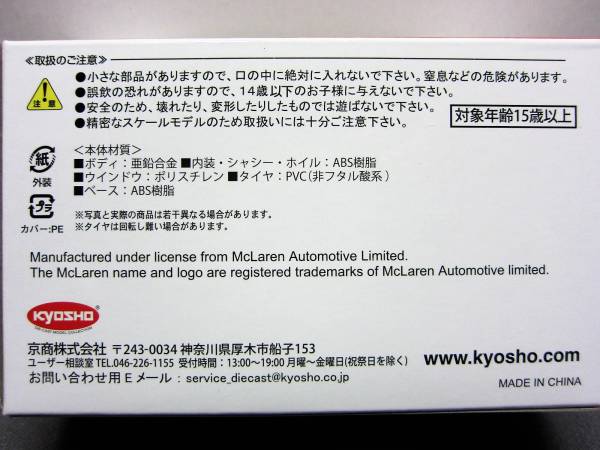 ≪取扱のご注意≫
●小さな部品がありますので、口の中に絶対に入れないで下さい。窒息などの危険があります。
●誤飲の恐れがありますので、14歳以下のお子様に与えないで下さい。
●安全のため、壊れたり、変形したりしたものでは遊ばないで下さい。
●精密なスケールモデルのため取扱いには十分ご注意下さい。
注意
対象年齢15歳以上
紙
外装
プラ
カバー:PE
＜本体材質＞
■ボディ：亜鉛合金 ■内装・シャシー・ホイル：ABS樹脂
■ウインドウ：ポリスチレン ■タイヤ：PVC(非フタル酸系)
■ベース：ABS樹脂
※写真と実際の商品は若干異なる場合があります。
※タイヤは回転し難い場合があります。
Manufactured under license from McLaren Automotive Limited.
The McLaren name and logo are registered trademarks of McLaren Automotive limited.
KYOSHO
DIE-CAST MODEL COLLECTION
京商株式会社 〒243-0034 神奈川県厚木市船子153
ユーザー相談室 TEL.046-226-1155 受付時間：13:00〜19:00 月曜〜金曜日(祝祭日を除く)
お問い合わせ用Eメール：service_diecast@kyosho.co.jp
www.kyosho.com
MADE IN CHINA